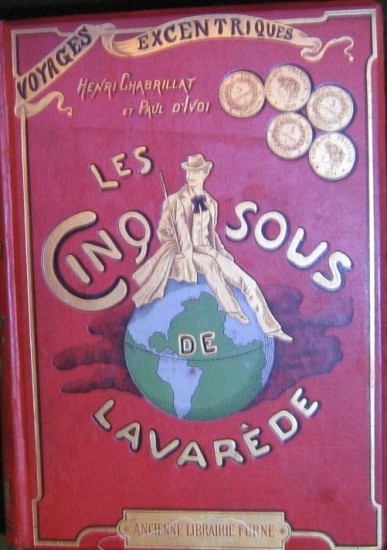 VOYAGES EXCENTRIQUES
HENRI CHABRILLAT
ET PAUL D'IVOI
LES
CINQ SOUS
DE
LAVARÈDE
ANCIENNE LIBRAIRIE FURNE